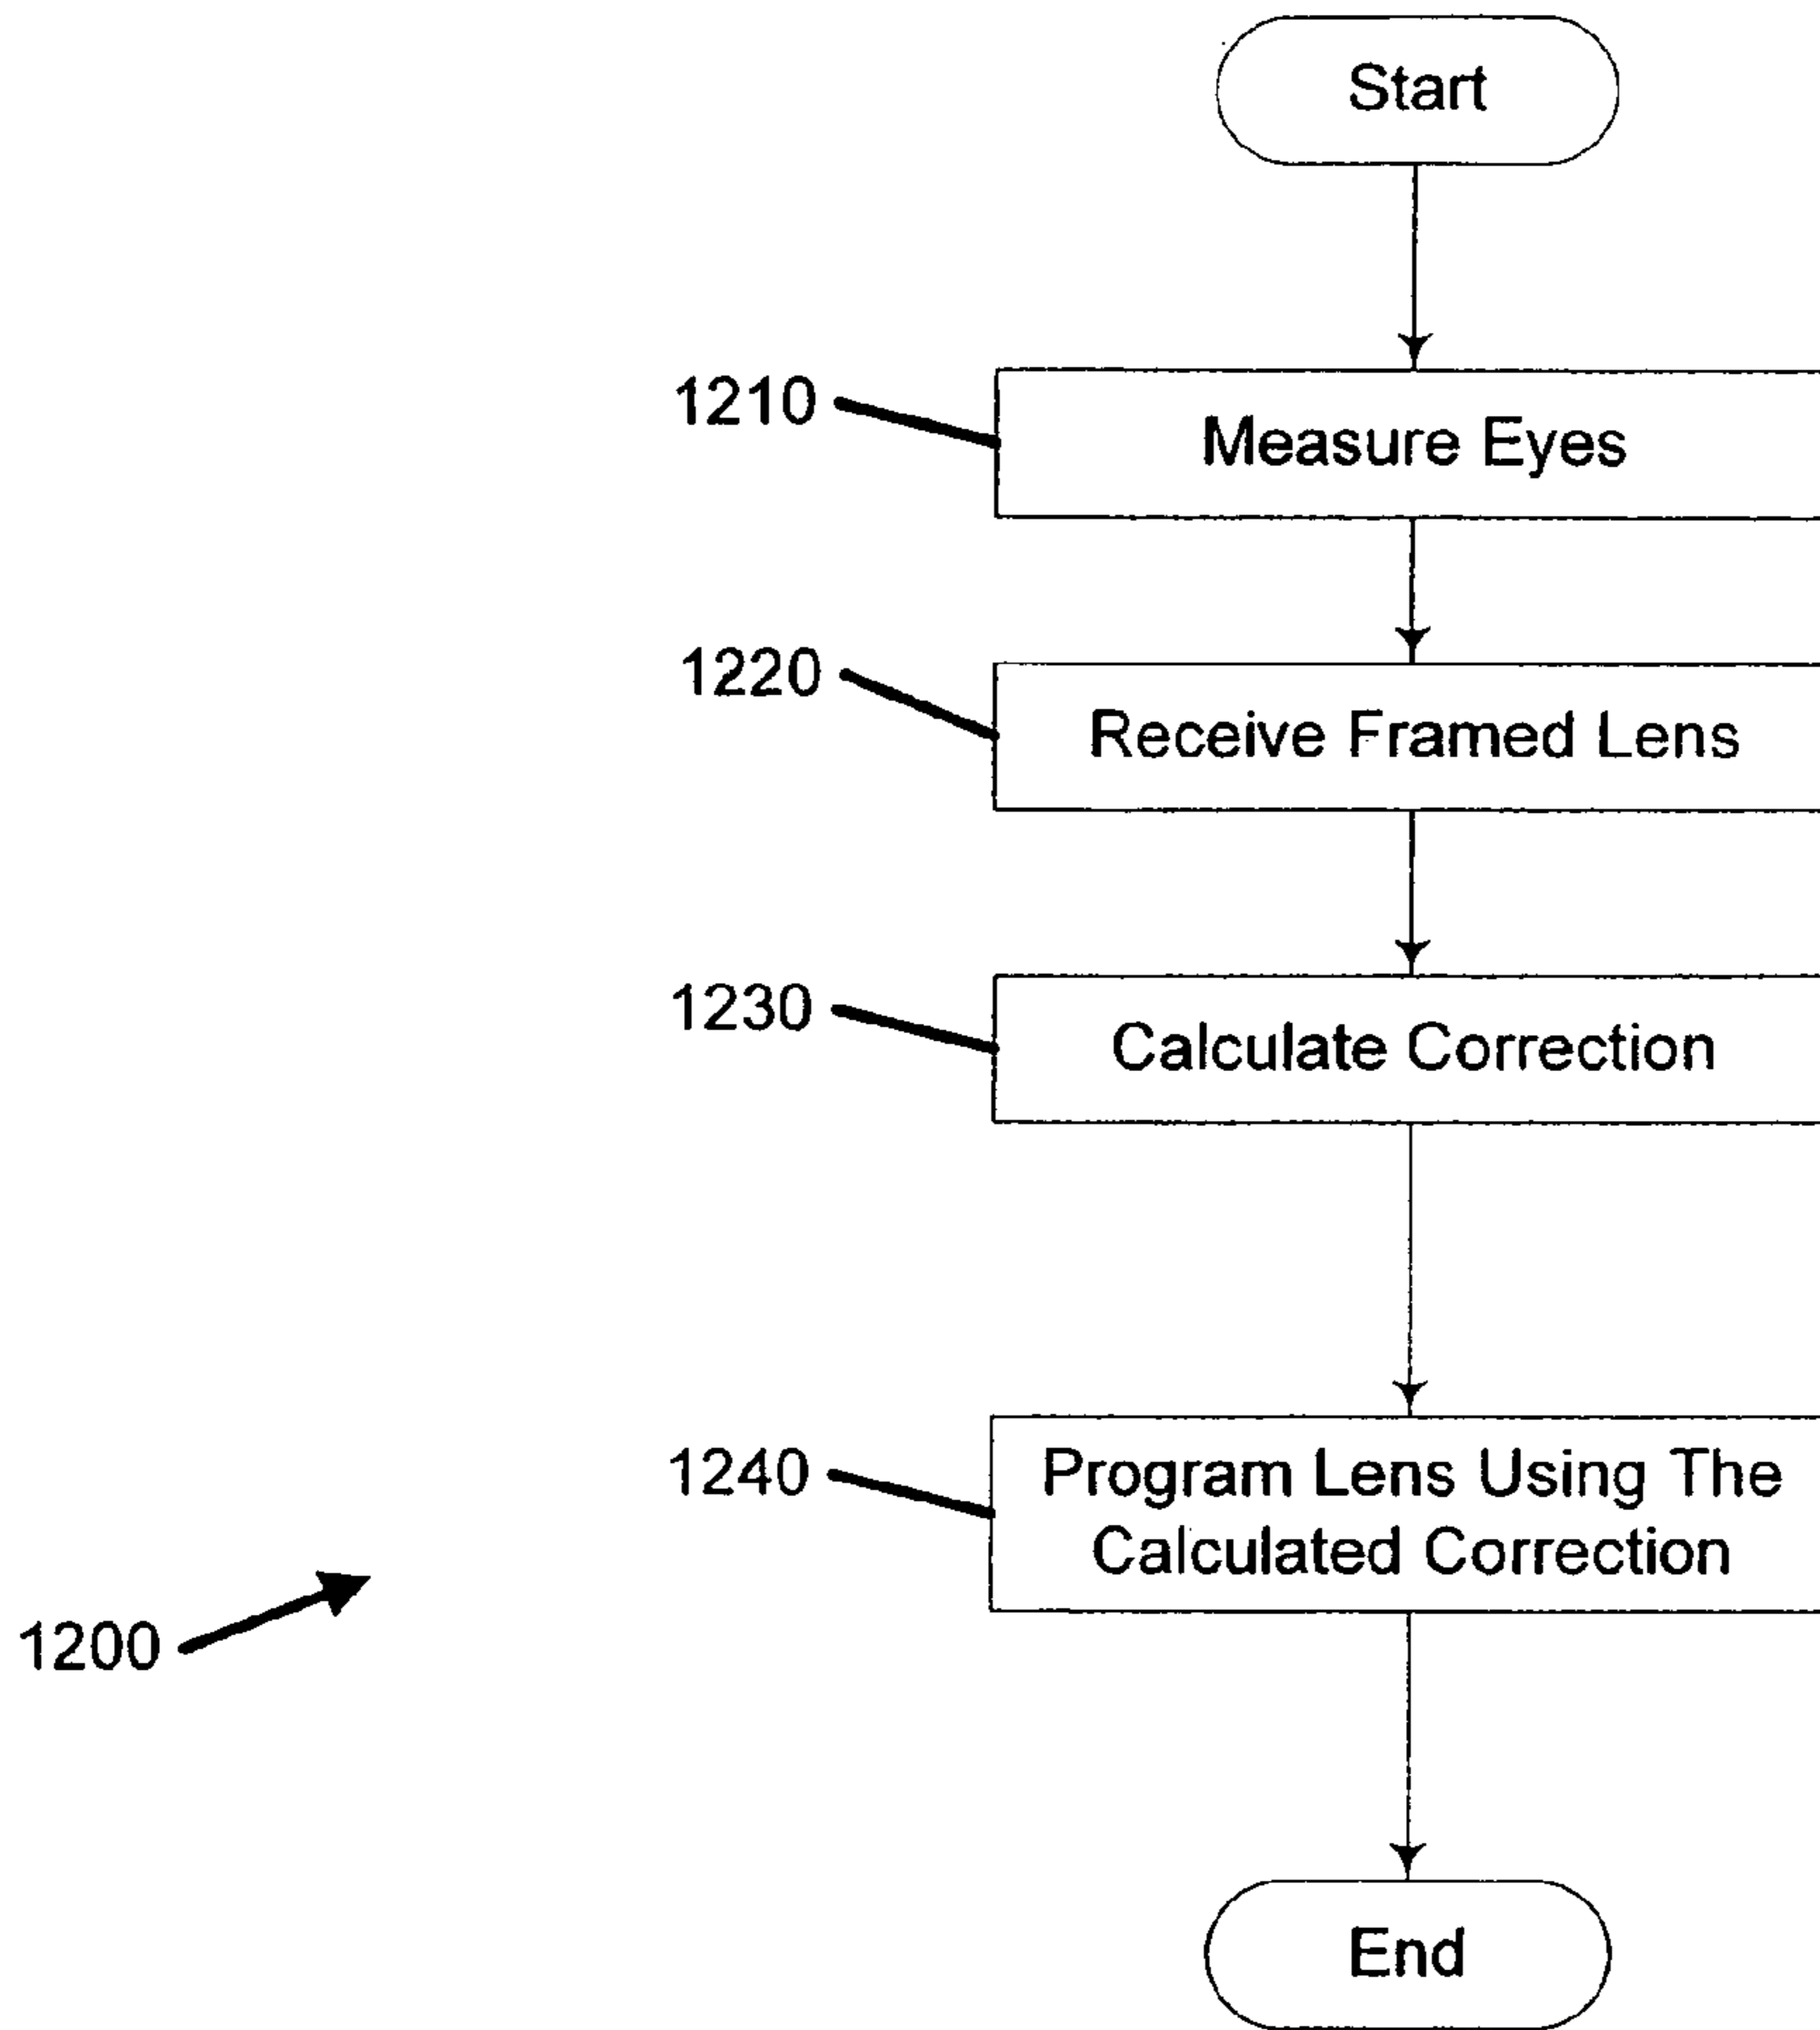 Start
1210
Measure Eyes
1220
Receive Framed Lens
1230
Calculate Correction
1240
Program Lens Using The
Calculated Correction
1200
End